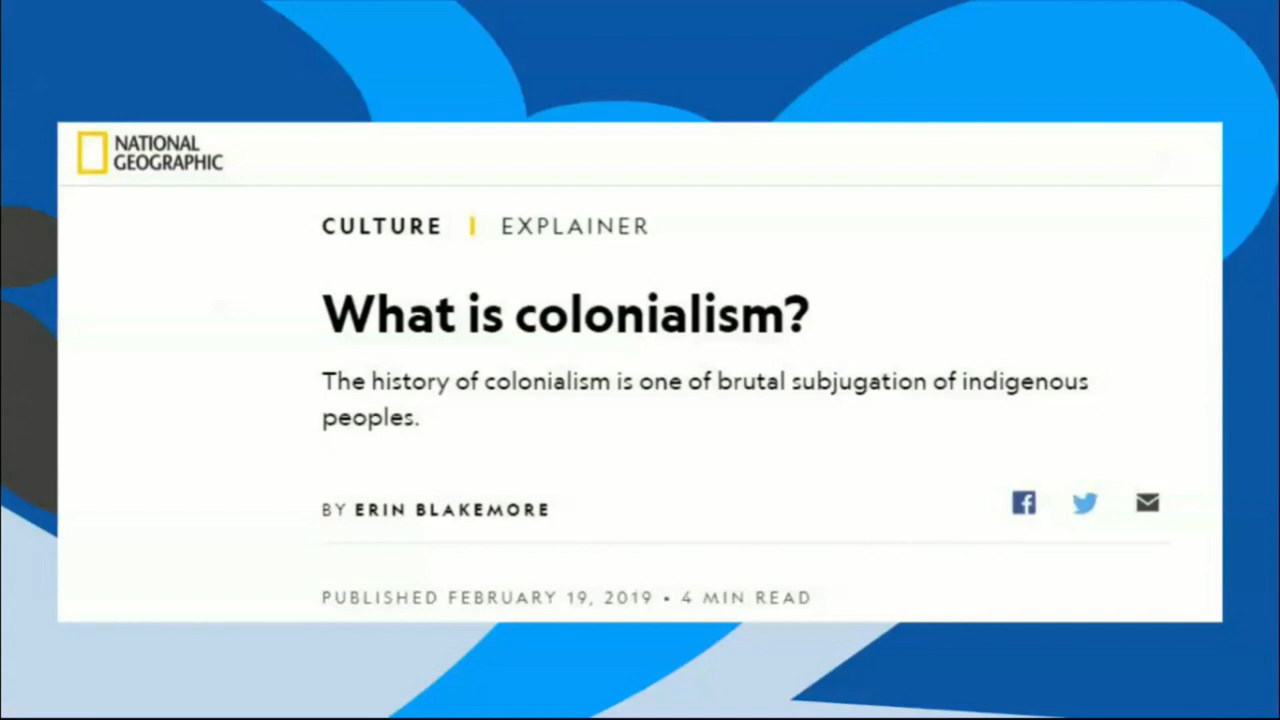 NATIONAL
GEOGRAPHIC
CULTURE | EXPLAINER
What is colonialism?
The history of colonialism is one of brutal subjugation of indigenous
peoples.
BY ERIN BLAKEMORE
PUBLISHED FEBRUARY 19, 2019 • 4 MIN READ